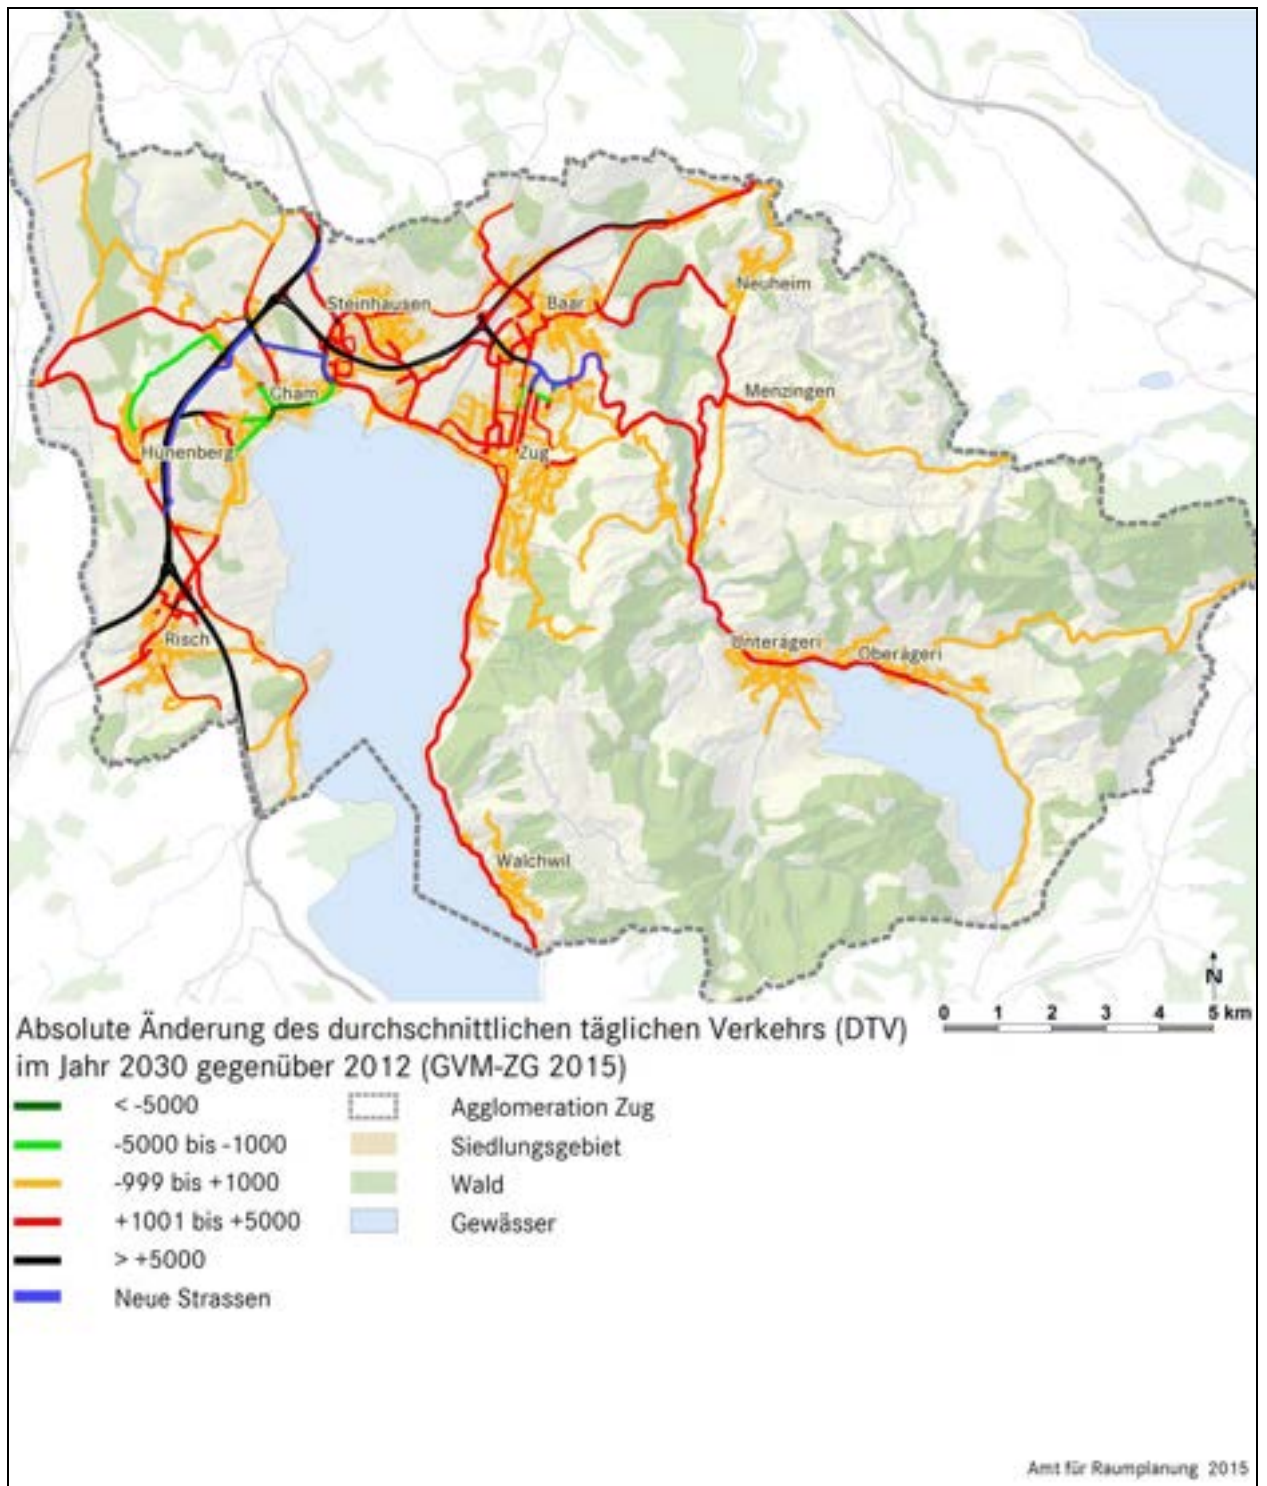 Neuheim
Steinhausen
Baar
Cham
Menzingen
Hünenberg
Zug
Risch
Unterägeri
Oberägeri
Walchwil
N
0 1 2 3 4 5 km
Absolute Änderung des durchschnittlichen täglichen Verkehrs (DTV)
im Jahr 2030 gegenüber 2012 (GVM-ZG 2015)
< -5000
Agglomeration Zug
-5000 bis -1000
Siedlungsgebiet
-999 bis +1000
Wald
+1001 bis +5000
Gewässer
> +5000
Neue Strassen
Amt für Raumplanung 2015